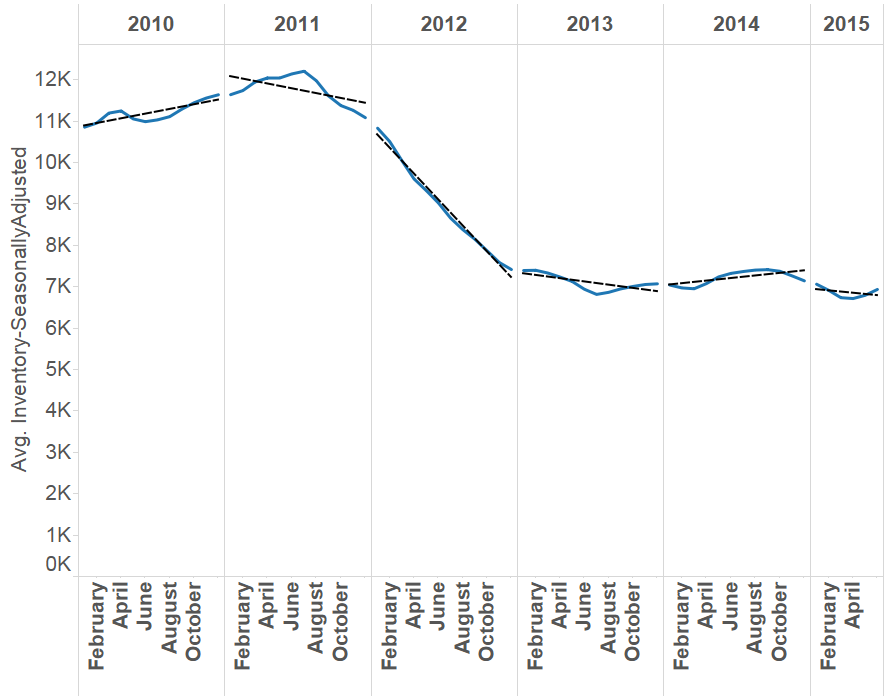 2010 2011 2012 2013 2014 2015
Avg. Inventory-SeasonallyAdjusted
12K
11K
10K
9K
8K
7K
6K
5K
4K
3K
2K
1K
0K
February April June August October February April June August October February April June August October February April June August October February April June August October February April